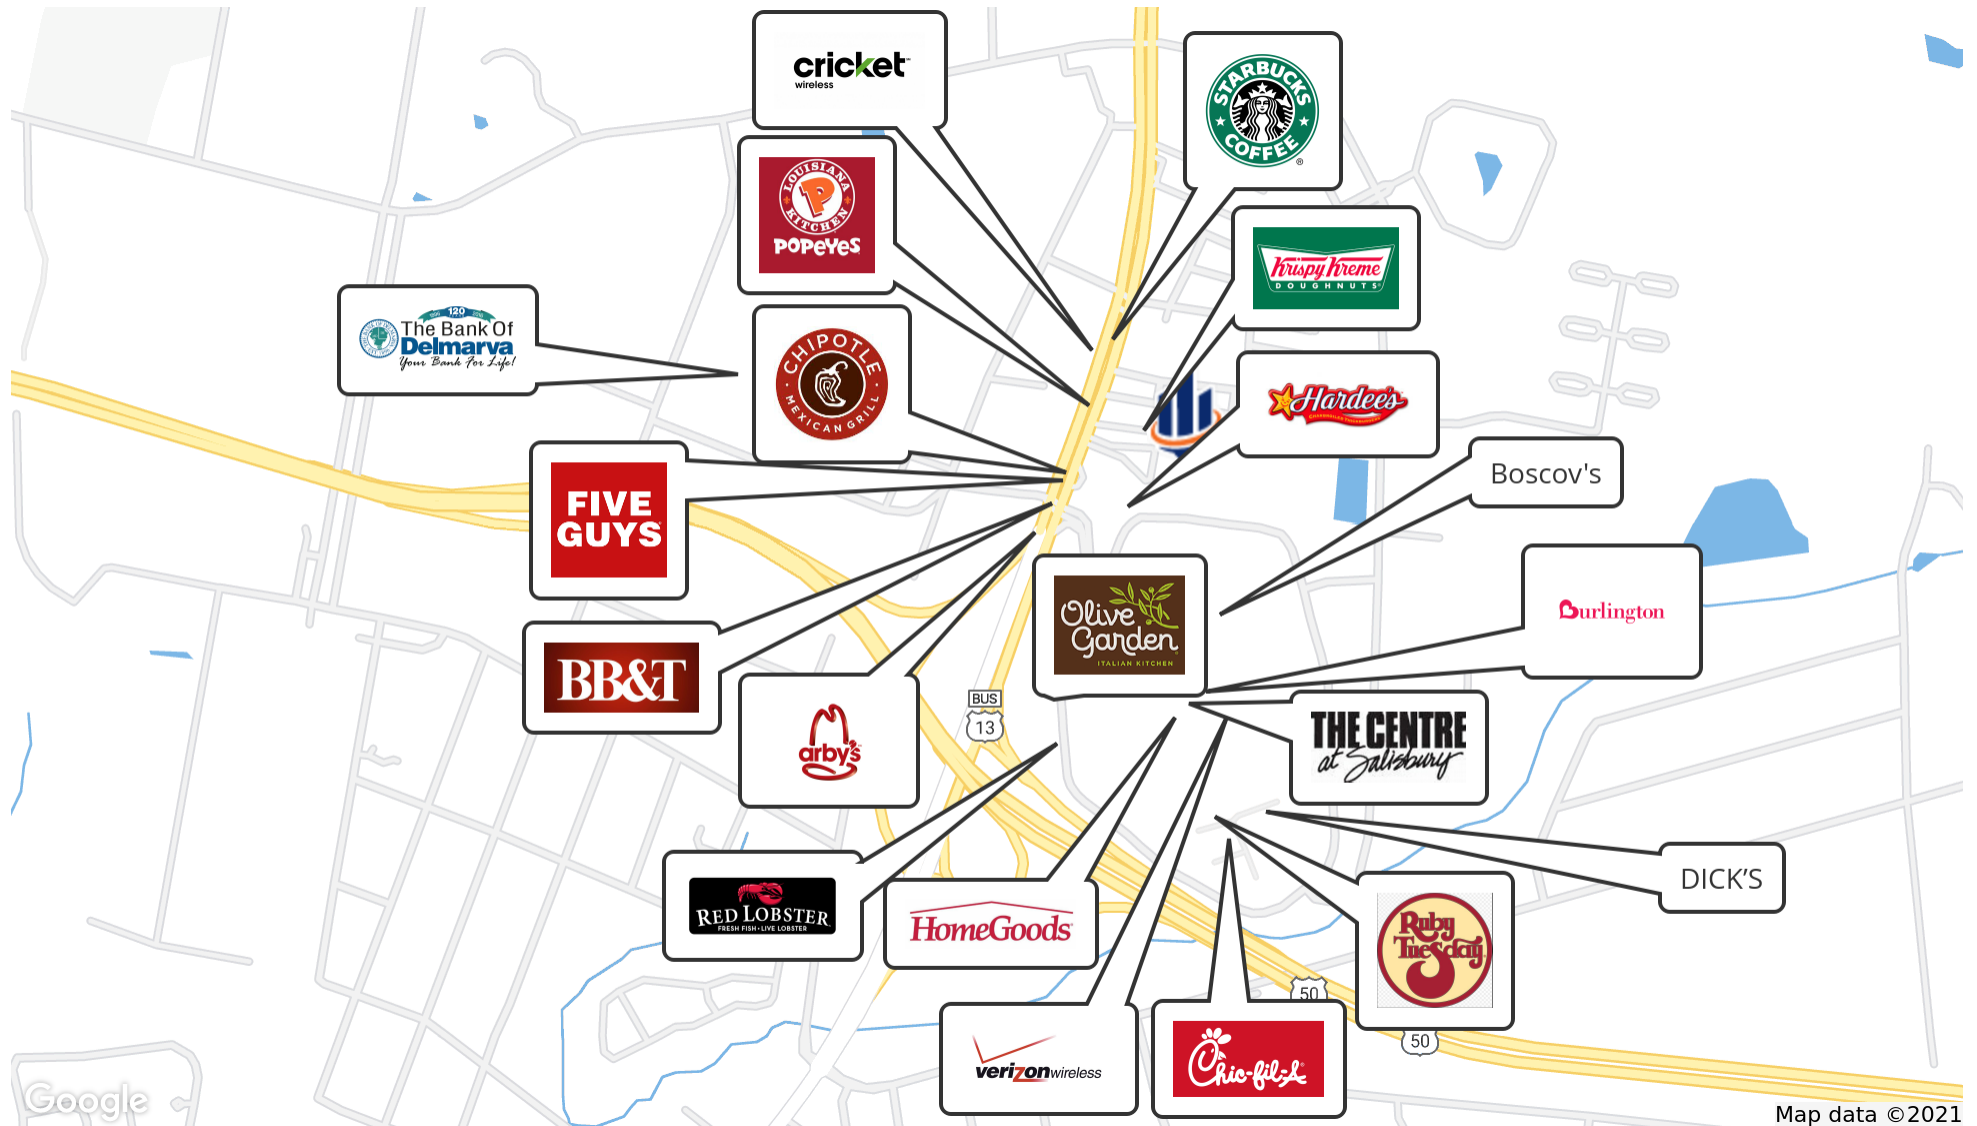 cricket
wireless
STARBUCKS
COFFEE
®
LOUISIANA
P
KITCHEN
POPEYES
Krispy Kreme
DOUGHNUTS
120
The Bank Of
Delmarva
Your Bank For Life!
CHIPOTLE
MEXICAN GRILL
Hardee's
Boscov's
FIVE
GUYS
Olive
Garden
ITALIAN KITCHEN
Burlington
BB&T
BUS
13
arby's
THE CENTRE
at Salisbury
DICK'S
RED LOBSTER
FRESH FISH • LIVE LOBSTER
HomeGoods
Ruby
Tuesday
50
50
verizonwireless
Chic-fil-A
Google
Map data ©2021